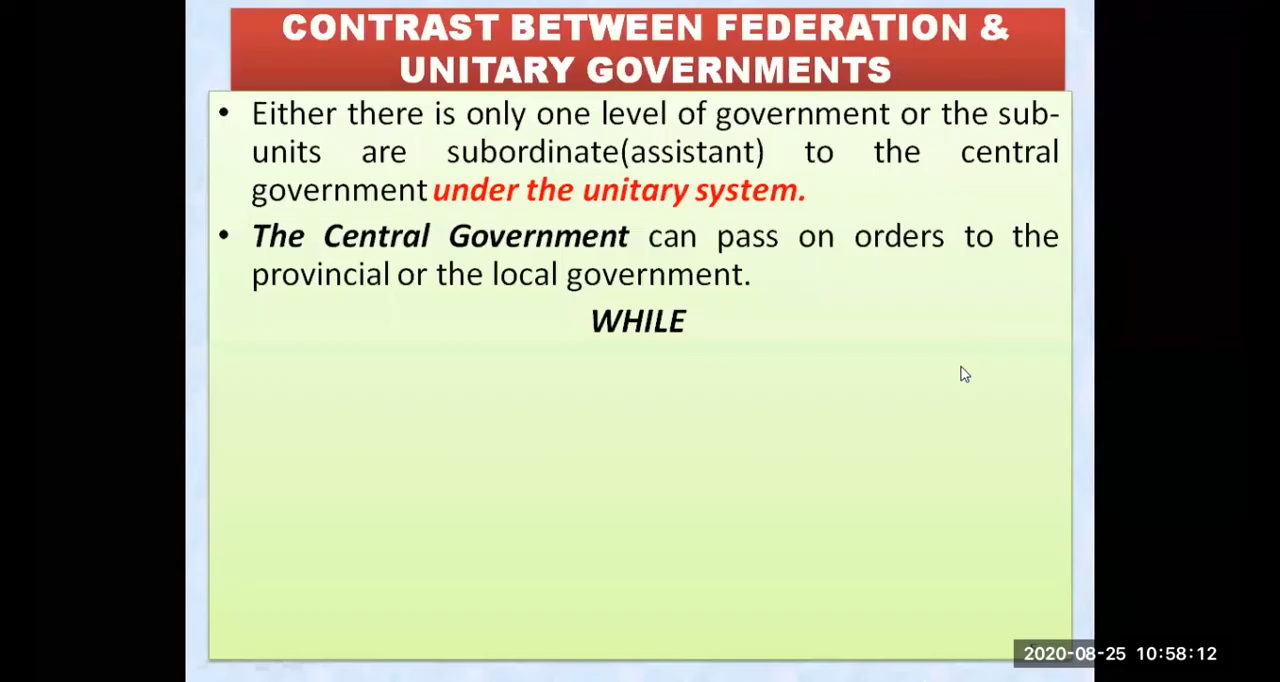 CONTRAST BETWEEN FEDERATION &
UNITARY GOVERNMENTS
• Either there is only one level of government or the sub-
units are subordinate(assistant) to the central
government under the unitary system.
• The Central Government can pass on orders to the
provincial or the local government.
WHILE
2020-08-25 10:58:12